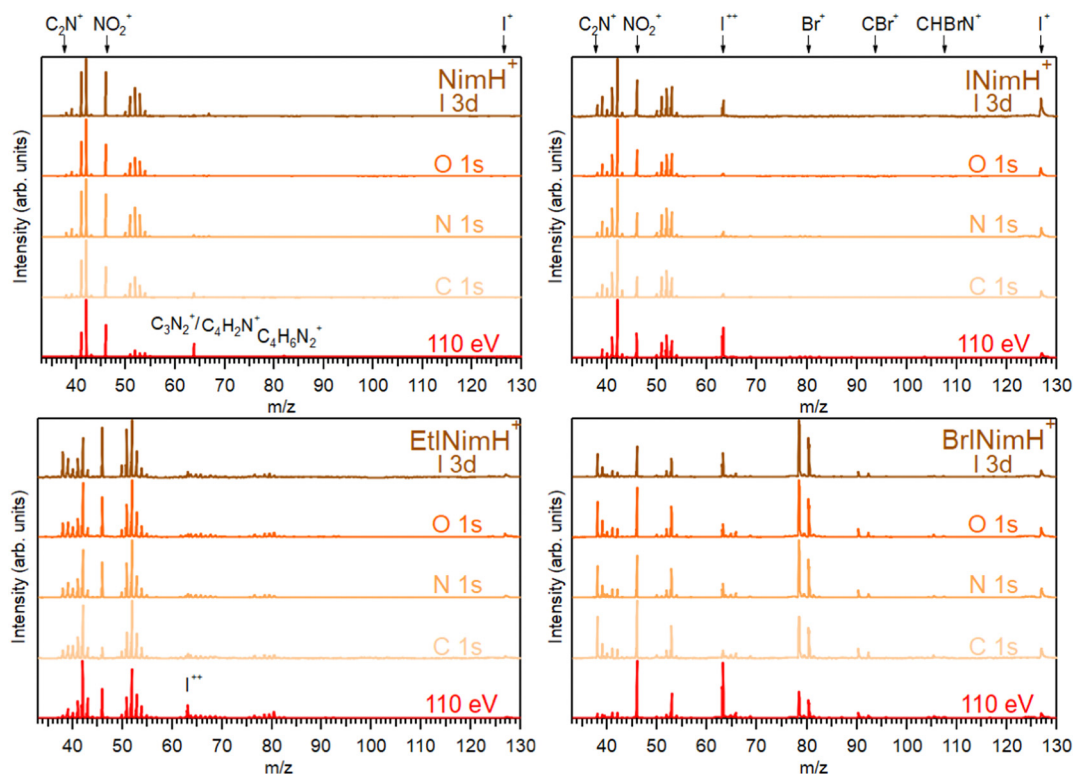 C₂N⁺ NO₂⁺ I⁺ C₂N⁺ NO₂⁺ I⁺⁺ Br⁺ CBr⁺ CHBrN⁺ I⁺
Intensity (arb. units)
NimH⁺
I 3d
O 1s
N 1s
C 1s
C₃N₂⁺/C₄H₂N⁺ C₄H₆N₂⁺
110 eV
40 50 60 70 80 90 100 110 120 130
m/z
Intensity (arb. units)
INimH⁺
I 3d
O 1s
N 1s
C 1s
110 eV
40 50 60 70 80 90 100 110 120 130
m/z
Intensity (arb. units)
EtINimH⁺
I 3d
O 1s
N 1s
C 1s
I⁺⁺
110 eV
40 50 60 70 80 90 100 110 120 130
m/z
Intensity (arb. units)
BrINimH⁺
I 3d
O 1s
N 1s
C 1s
110 eV
40 50 60 70 80 90 100 110 120 130
m/z